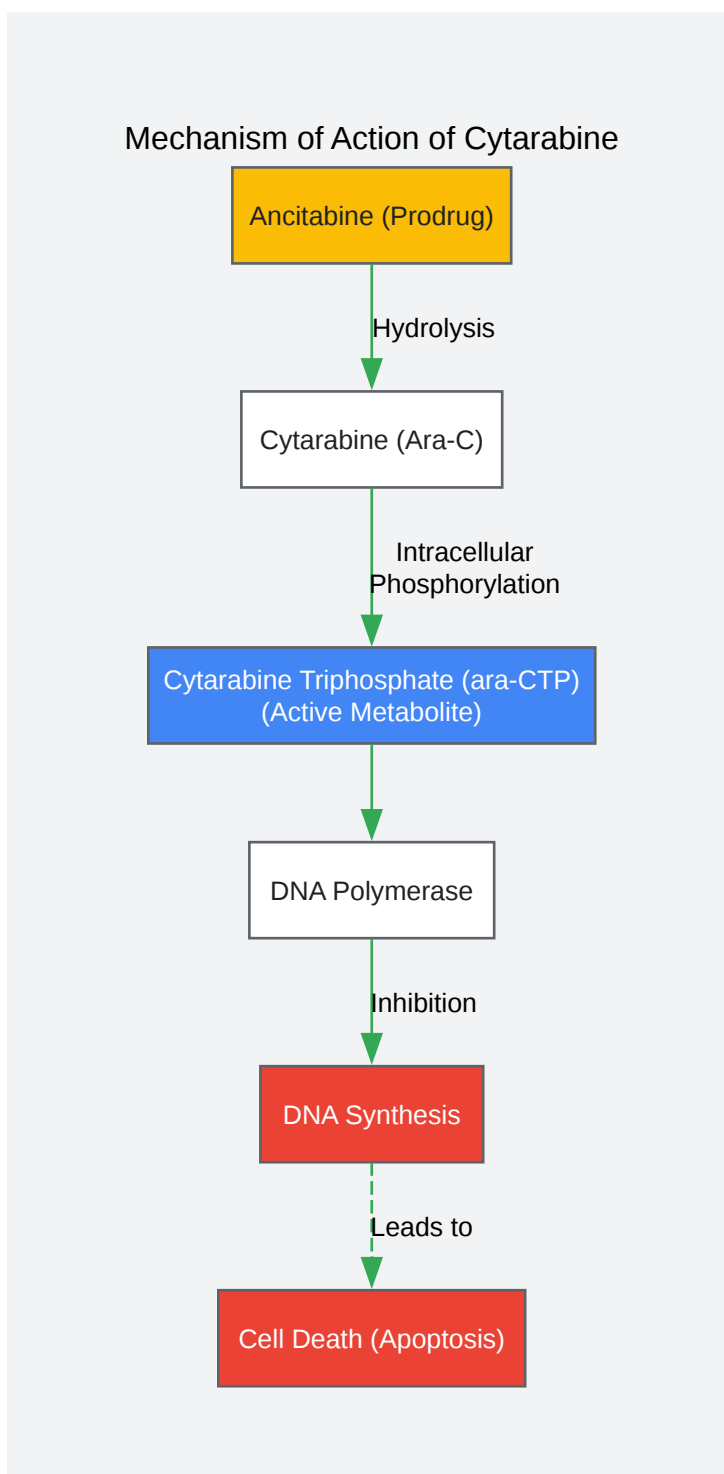 Mechanism of Action of Cytarabine
Ancitabine (Prodrug)
Hydrolysis
Cytarabine (Ara-C)
Intracellular
Phosphorylation
Cytarabine Triphosphate (ara-CTP)
(Active Metabolite)
DNA Polymerase
Inhibition
DNA Synthesis
Leads to
Cell Death (Apoptosis)